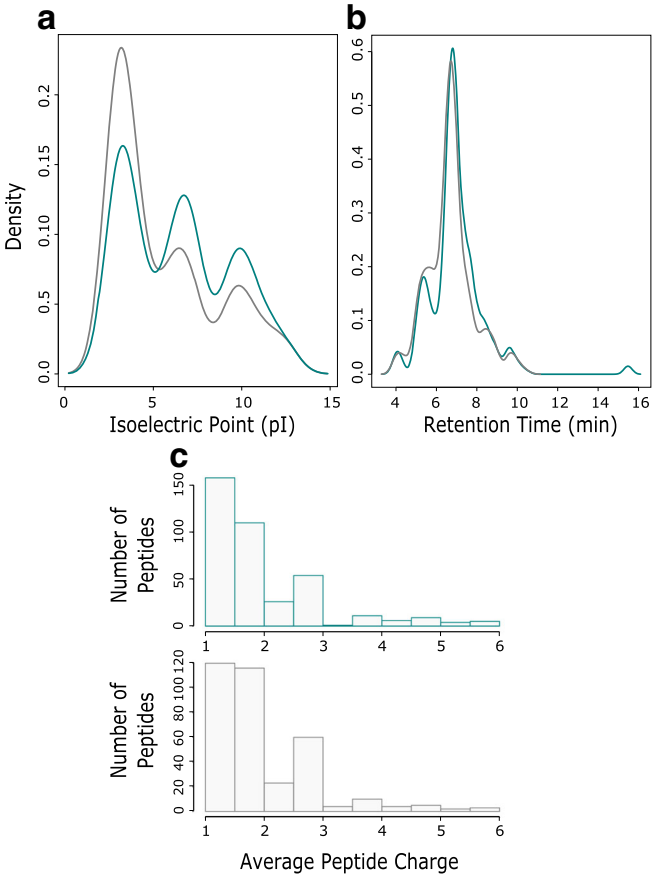 a
b
Density
0.0
0.5
0.10
0.15
0.2
0 5 10 15
Isoelectric Point (pI)
0.0
0.1
0.2
0.3
0.4
0.5
0.6
4 6 8 10 12 14 16
Retention Time (min)
c
Number of
Peptides
0
50
100
150
1 2 3 4 5 6
Number of
Peptides
0
20
40
60
80
100
120
1 2 3 4 5 6
Average Peptide Charge